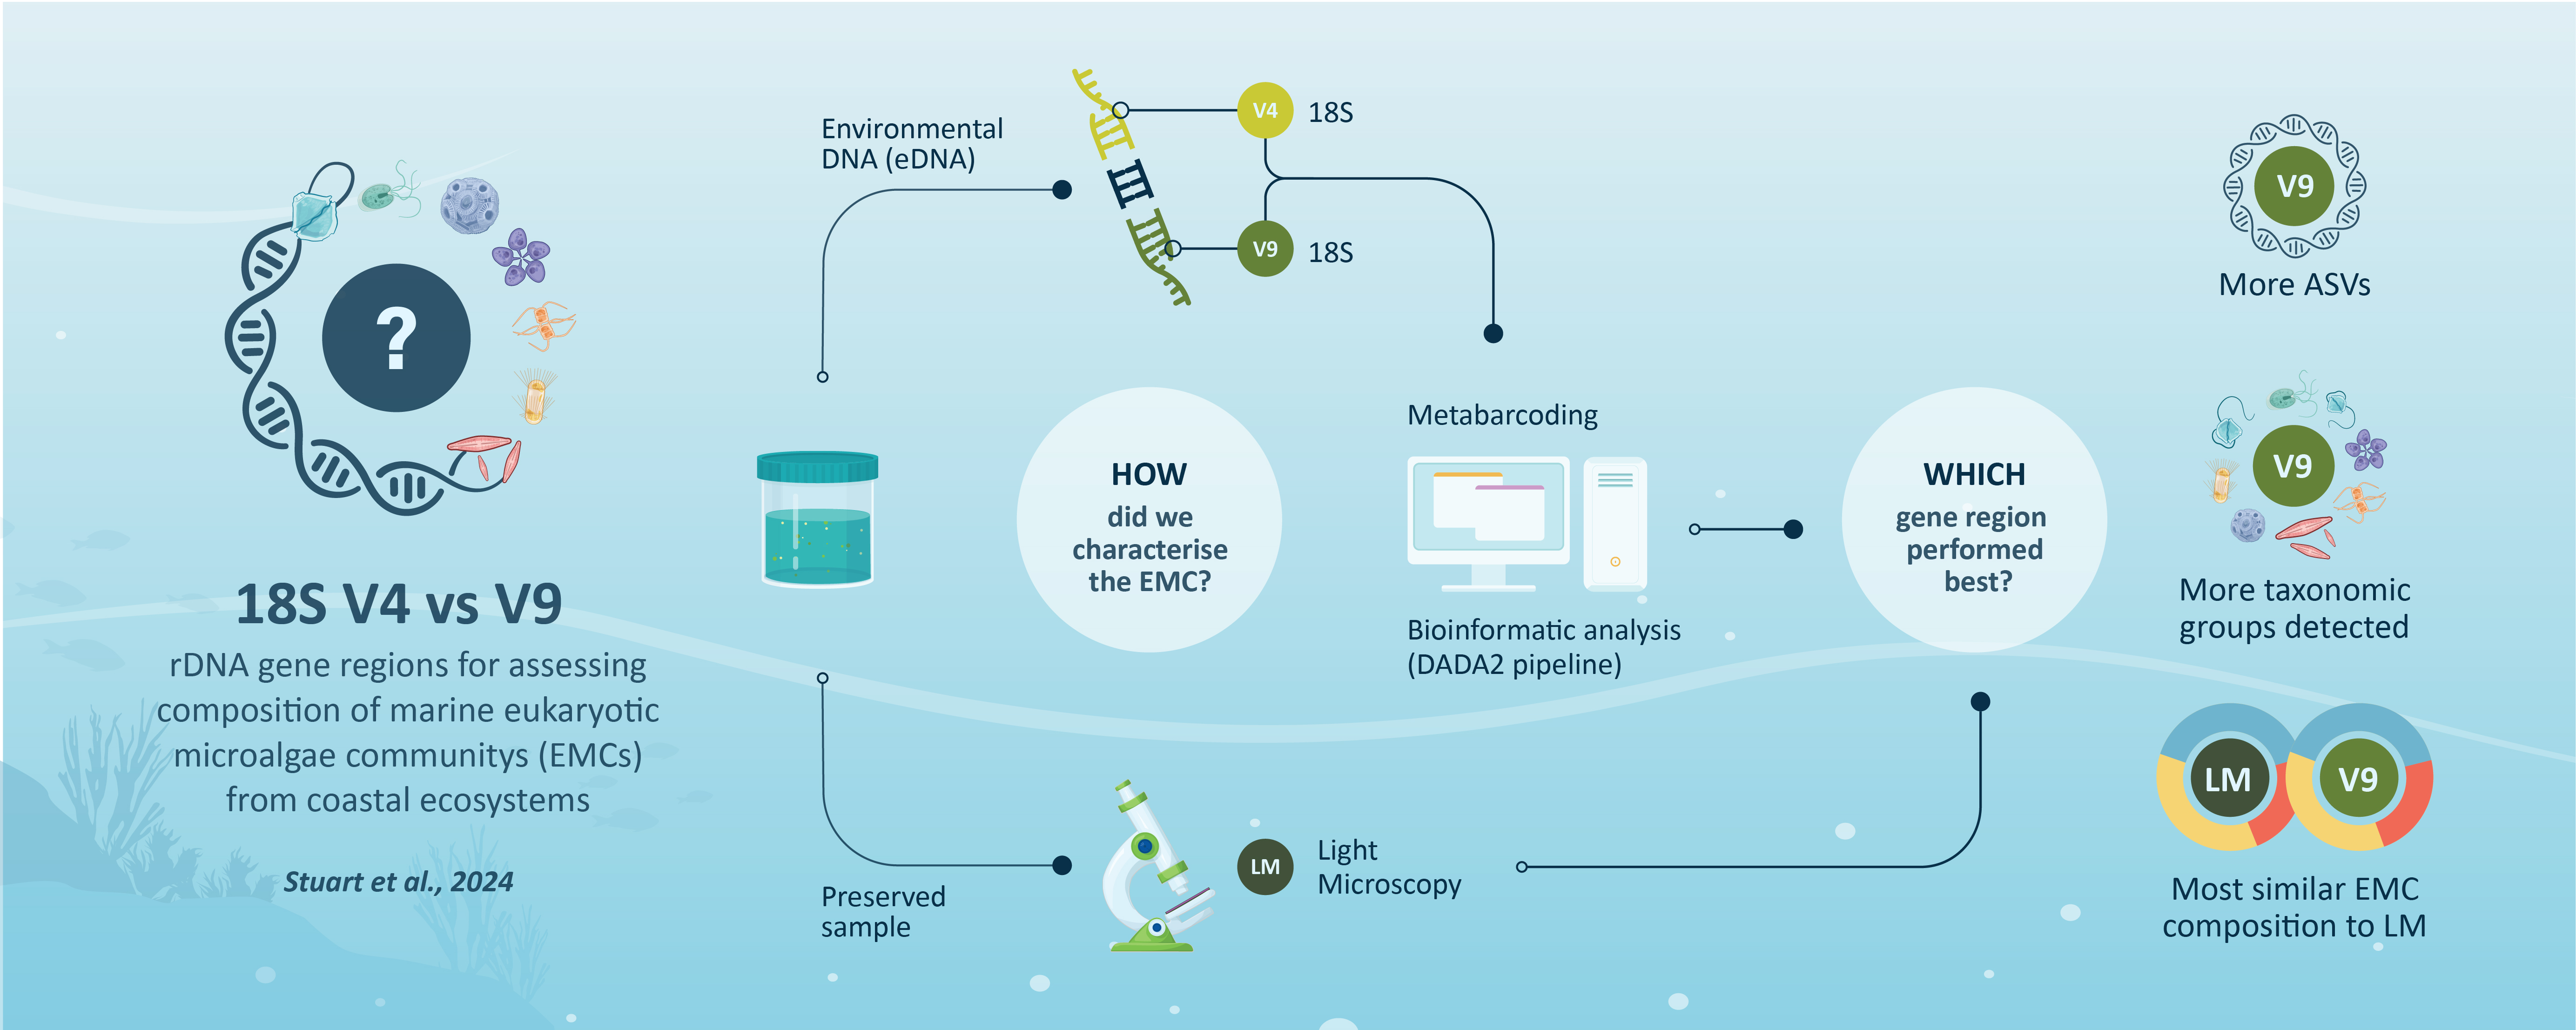 ?
18S V4 vs V9
rDNA gene regions for assessing
composition of marine eukaryotic
microalgae communitys (EMCs)
from coastal ecosystems
Stuart et al., 2024
Environmental
DNA (eDNA)
V4 18S
V9 18S
HOW
did we
characterise
the EMC?
Preserved
sample
LM
Light
Microscopy
Metabarcoding
Bioinformatic analysis
(DADA2 pipeline)
WHICH
gene region
performed
best?
V9
More ASVs
V9
More taxonomic
groups detected
LM V9
Most similar EMC
composition to LM